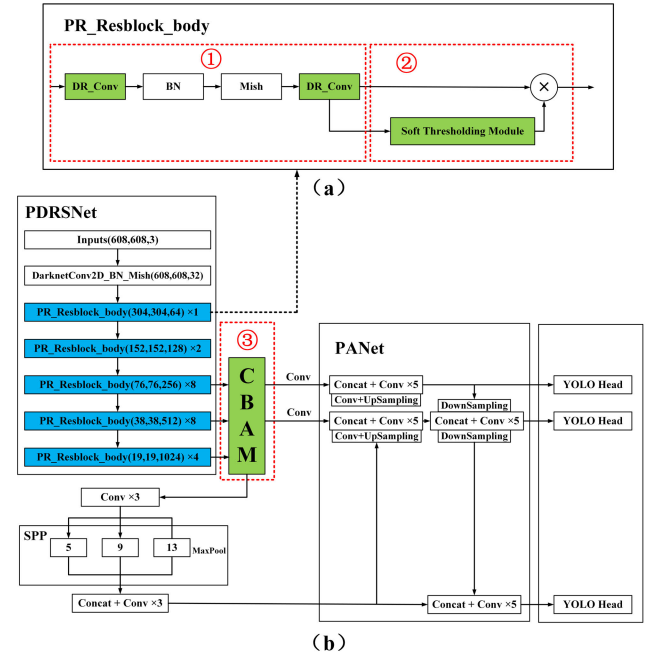 PR_Resblock_body
①
②
DR_Conv
BN
Mish
DR_Conv
×
Soft Thresholding Module
(a)
PDRSNet
Inputs(608,608,3)
DarknetConv2D_BN_Mish(608,608,32)
PR_Resblock_body(304,304,64) ×1
PR_Resblock_body(152,152,128) ×2
PR_Resblock_body(76,76,256) ×8
PR_Resblock_body(38,38,512) ×8
PR_Resblock_body(19,19,1024) ×4
③
C
B
A
M
Conv
Conv
PANet
Concat + Conv ×5
Conv+UpSampling
Concat + Conv ×5
Conv+UpSampling
DownSampling
Concat + Conv ×5
DownSampling
YOLO Head
YOLO Head
Conv ×3
SPP
5
9
13
MaxPool
Concat + Conv ×3
Concat + Conv ×5
YOLO Head
(b)